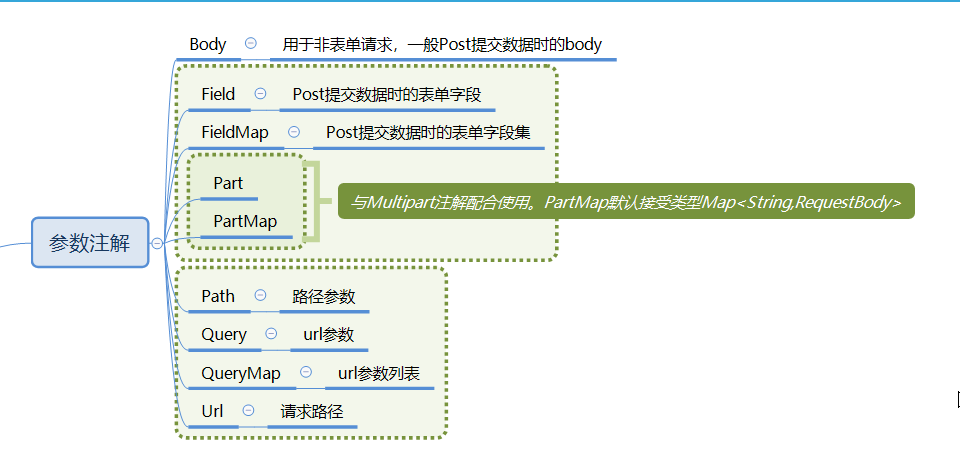 Body
用于非表单请求，一般Post提交数据时的body
Field
Post提交数据时的表单字段
FieldMap
Post提交数据时的表单字段集
Part
PartMap
与Multipart注解配合使用。PartMap默认接受类型Map<String,RequestBody>
参数注解
Path
路径参数
Query
url参数
QueryMap
url参数列表
Url
请求路径